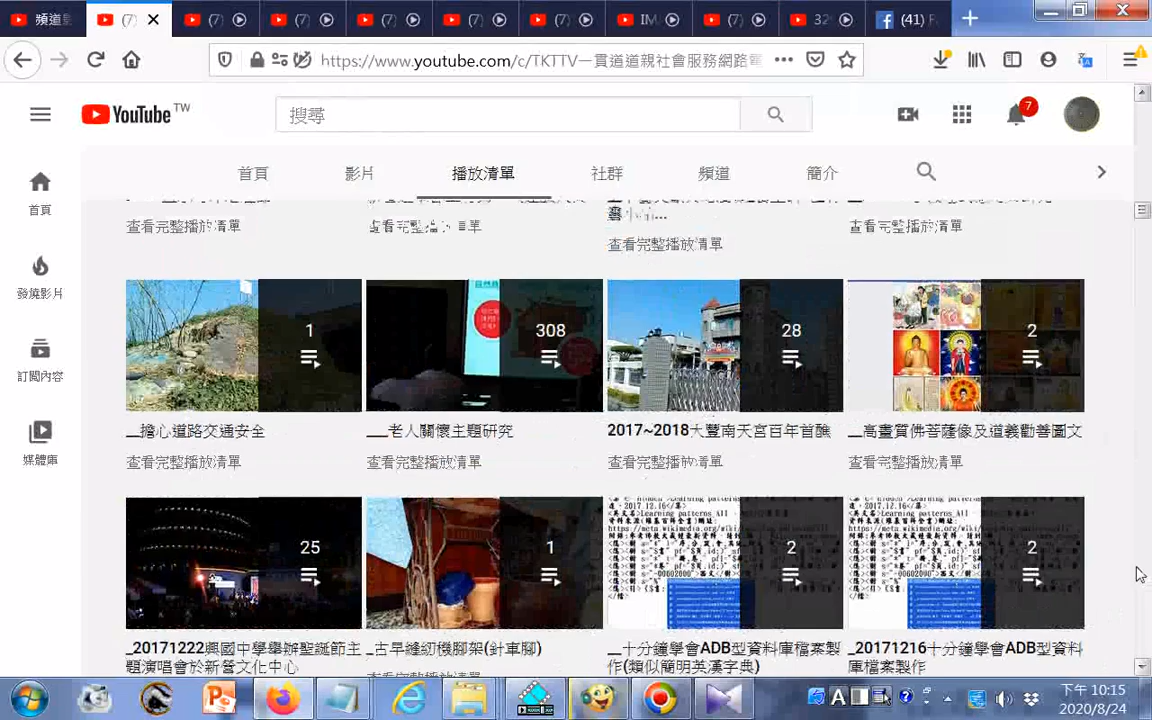 頻道
(7)
(7)
(7)
(7)
(7)
(7)
IM
(7)
32
(41) F
https://www.youtube.com/c/TKTTV一貫道道親社會服務網路電
YouTube TW
搜尋
7
首頁
影片
播放清單
社群
頻道
簡介
首頁
發燒影片
訂閱內容
媒體庫
查看完整播放清單
查看完整播放清單
查看完整播放清單
查看完整播放清單
1
308
28
2
__擔心道路交通安全
___老人關懷主題研究
2017~2018大豐南天宮百年首醮
__高畫質佛菩薩像及道義勸善圖文
查看完整播放清單
查看完整播放清單
查看完整播放清單
查看完整播放清單
25
1
2
2
_20171222興國中學舉辦聖誕節主
題演唱會於新營文化中心
_古早縫紉機腳架(針車腳)
__十分鐘學會ADB型資料庫檔案製
作(類似簡明英漢字典)
_20171216十分鐘學會ADB型資料
庫檔案製作
下午 10:15
2020/8/24